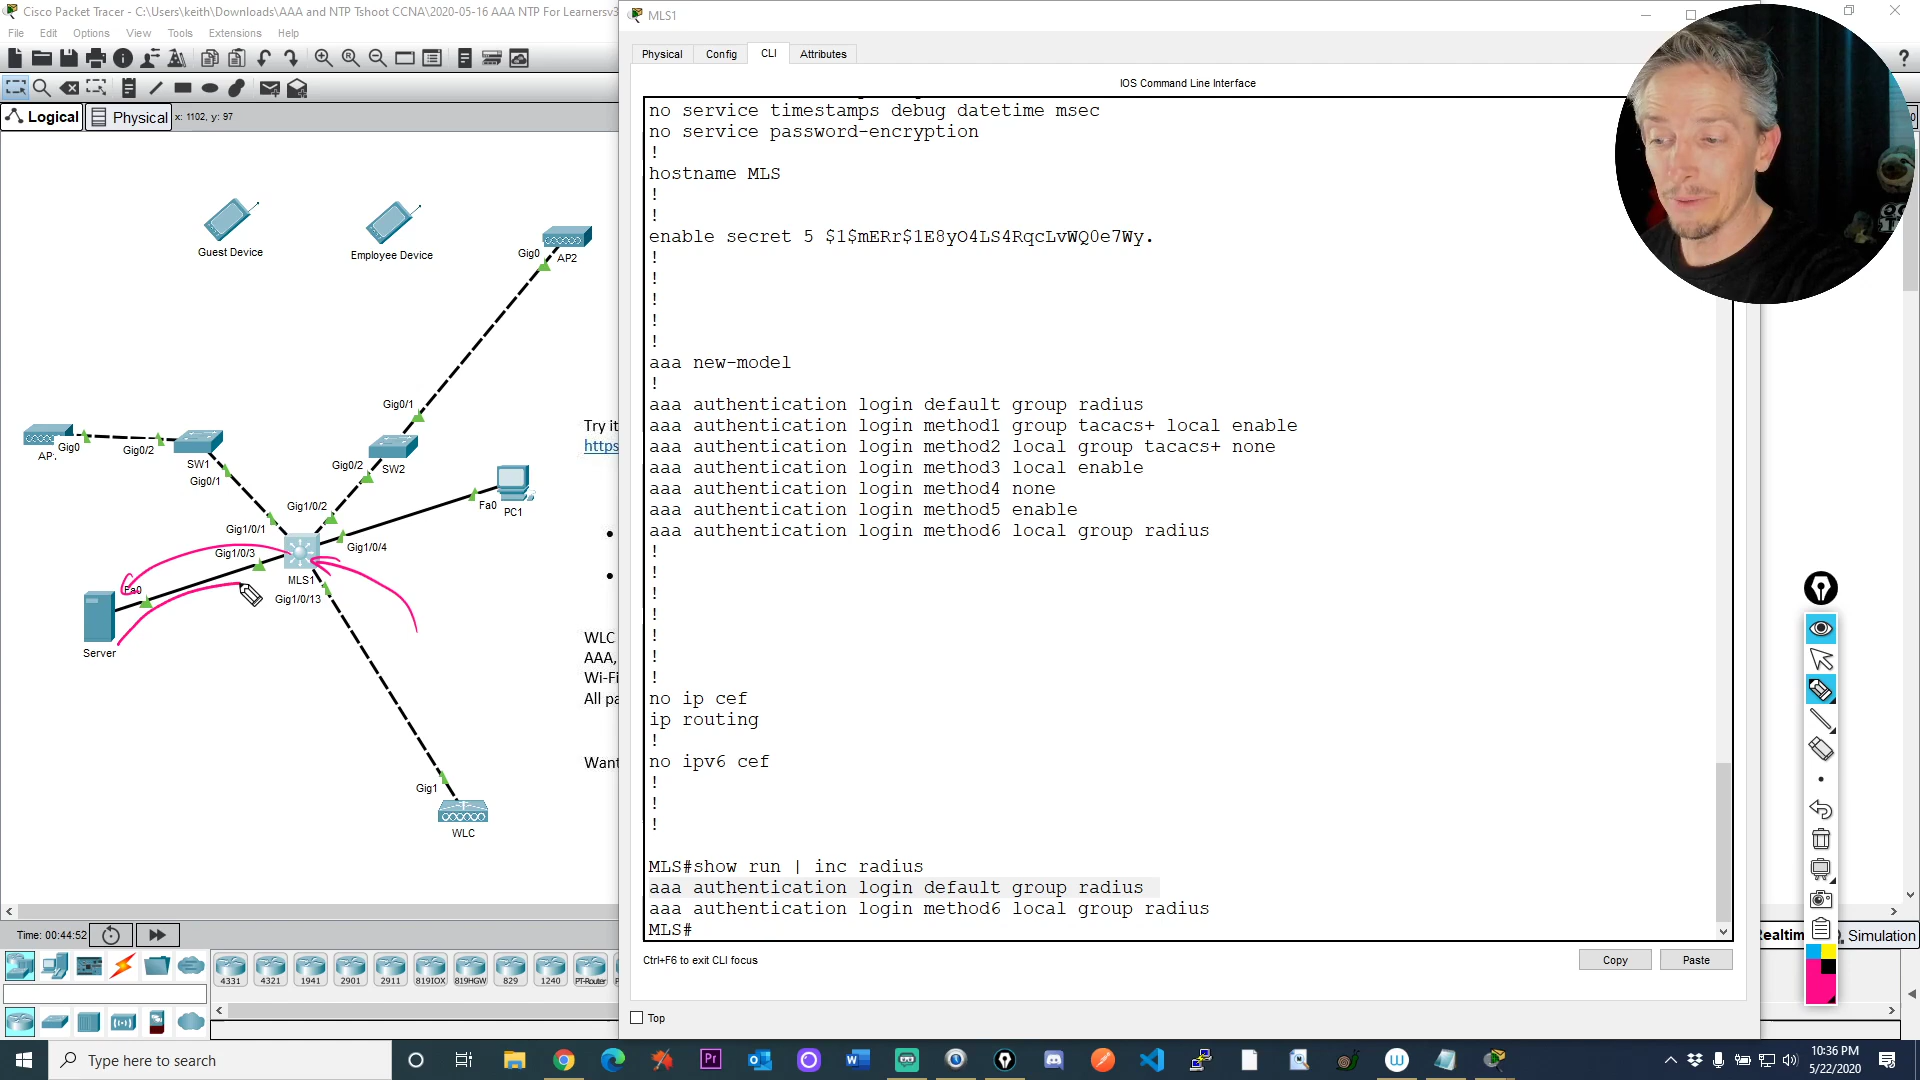 Cisco Packet Tracer - C:\Users\keith\Downloads\AAA and NTP Tshoot CCNA\2020-05-16 AAA NTP For Learnersv3
File Edit Options View Tools Extensions Help
Logical Physical x: 1102, y: 97
Guest Device
Employee Device
Gig0
AP2
Gig0/1
Gig0
Gig0/2
SW1
Gig0/1
Gig0/2
SW2
Fa0
PC1
Gig1/0/2
Gig1/0/1
Gig1/0/4
Gig1/0/3
MLS1
Gig1/0/13
Fa0
Server
Gig1
WLC
Try it
https
WLC
AAA,
Wi-Fi
All pa
Want
Time: 00:44:52
4331 4321 1941 2901 2911 819IOX 819HGW 829 1240 PT-Router
MLS1
Physical Config CLI Attributes
IOS Command Line Interface
no service timestamps debug datetime msec
no service password-encryption
!
hostname MLS
!
!
enable secret 5 $1$mERr$1E8yO4LS4RqcLvWQ0e7Wy.
!
!
!
!
!
aaa new-model
!
aaa authentication login default group radius
aaa authentication login method1 group tacacs+ local enable
aaa authentication login method2 local group tacacs+ none
aaa authentication login method3 local enable
aaa authentication login method4 none
aaa authentication login method5 enable
aaa authentication login method6 local group radius
!
!
!
!
!
!
!
no ip cef
ip routing
!
no ipv6 cef
!
!
!
MLS#show run | inc radius
aaa authentication login default group radius
aaa authentication login method6 local group radius
MLS#
Ctrl+F6 to exit CLI focus
Copy
Paste
Top
Simulation
Type here to search
10:36 PM
5/22/2020